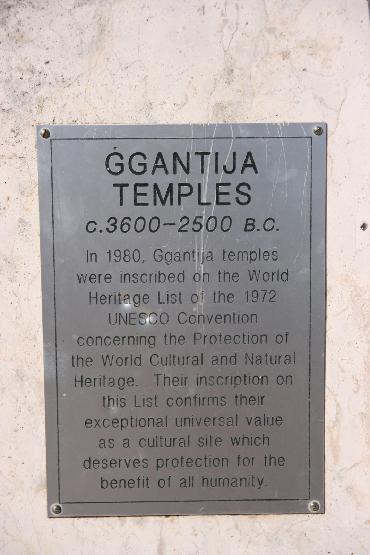 ĠGANTIJA
TEMPLES
c.3600-2500 B.C.
In 1980, Ggantija temples
were inscribed on the World
Heritage List of the 1972
UNESCO Convention
concerning the Protection of
the World Cultural and Natural
Heritage. Their inscription on
this List confirms their
exceptional universal value
as a cultural site which
deserves protection for the
benefit of all humanity.